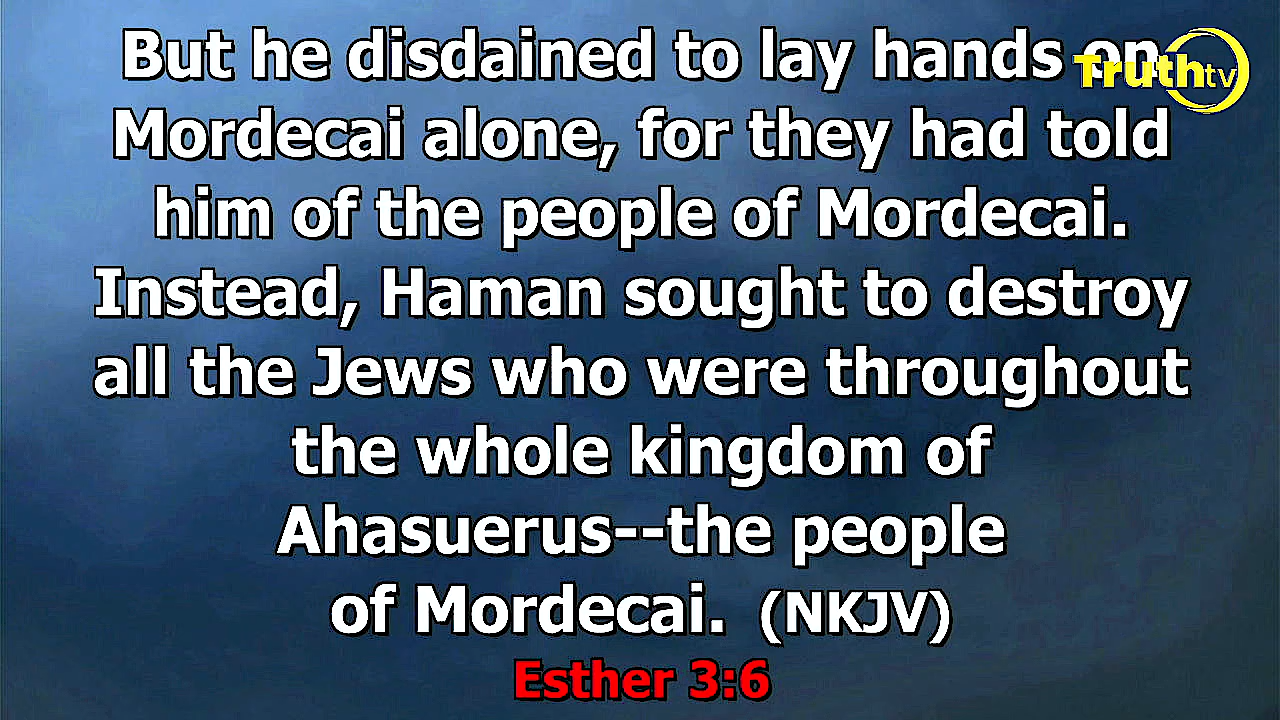 But he disdained to lay hands on
Truthtv
Mordecai alone, for they had told
him of the people of Mordecai.
Instead, Haman sought to destroy
all the Jews who were throughout
the whole kingdom of
Ahasuerus--the people
of Mordecai. (NKJV)
Esther 3:6